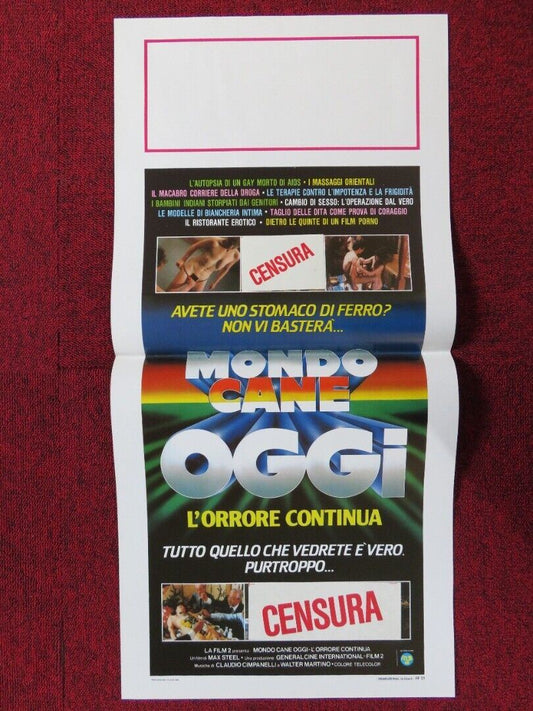 L'AUTOPSIA DI UN GAY MORTO DI AIDS • I MASSAGGI ORIENTALI
IL MACABRO CORRIERE DELLA DROGA • LE TERAPIE CONTRO L'IMPOTENZA E LA FRIGIDITÀ
I BAMBINI INDIANI STORPIATI DAI GENITORI • CAMBIO DI SESSO: L'OPERAZIONE DAL VERO
LE MODELLE DI BIANCHERIA INTIMA • TAGLIO DELLE DITA COME PROVA DI CORAGGIO
IL RISTORANTE EROTICO • DIETRO LE QUINTE DI UN FILM PORNO
CENSURA
AVETE UNO STOMACO DI FERRO?
NON VI BASTERÀ...
MONDO
CANE
OGGi
L'ORRORE CONTINUA
TUTTO QUELLO CHE VEDRETE È VERO.
PURTROPPO...
CENSURA
LA FILM 2 presenta MONDO CANE OGGI - L'ORRORE CONTINUA
Un film di MAX STEEL • Una produzione GENERALCINE INTERNATIONAL - FILM 2
Musiche di CLAUDIO CIMPANELLI e WALTER MARTINO • COLORE TELECOLOR